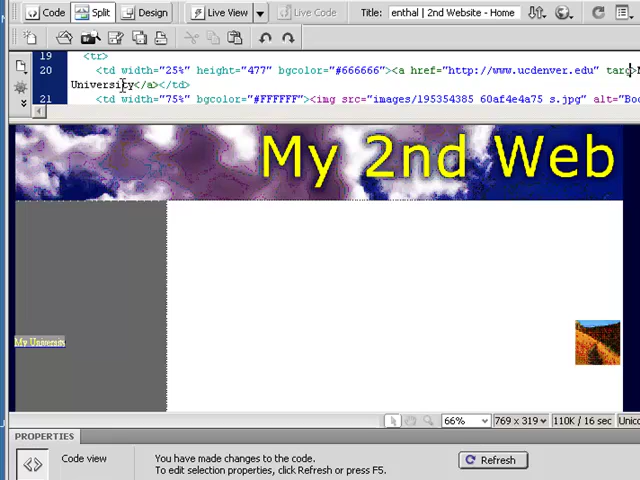 Code Split Design Live View Live Code Title: enthal | 2nd Website - Home
19 <tr>
20 <td width="25%" height="477" bgcolor="#666666"><a href="http://www.ucdenver.edu" targ>M
University</a></td>
21 <td width="75%" bgcolor="#FFFFFF"><img src="images/195354385 60af4e4a75 s.jpg" alt="Boo
My 2nd Web
My University
66% 769 x 319 110K / 16 sec Unico
PROPERTIES
Code view
You have made changes to the code.
To edit selection properties, click Refresh or press F5.
Refresh